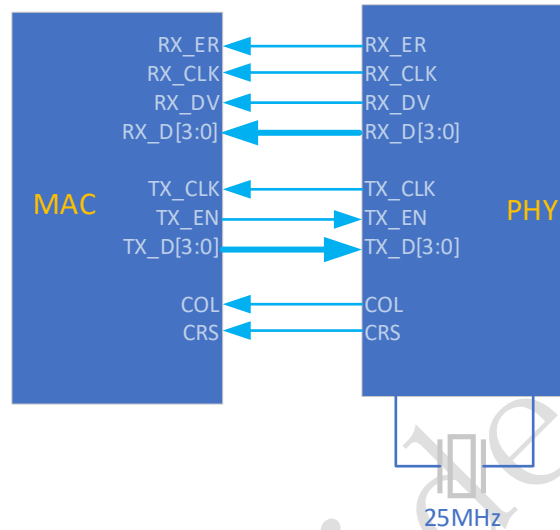 RX_ER RX_ER
RX_CLK RX_CLK
RX_DV RX_DV
RX_D[3:0] RX_D[3:0]
TX_CLK TX_CLK
MAC TX_EN TX_EN PHY
TX_D[3:0] TX_D[3:0]
COL COL
CRS CRS
25MHz